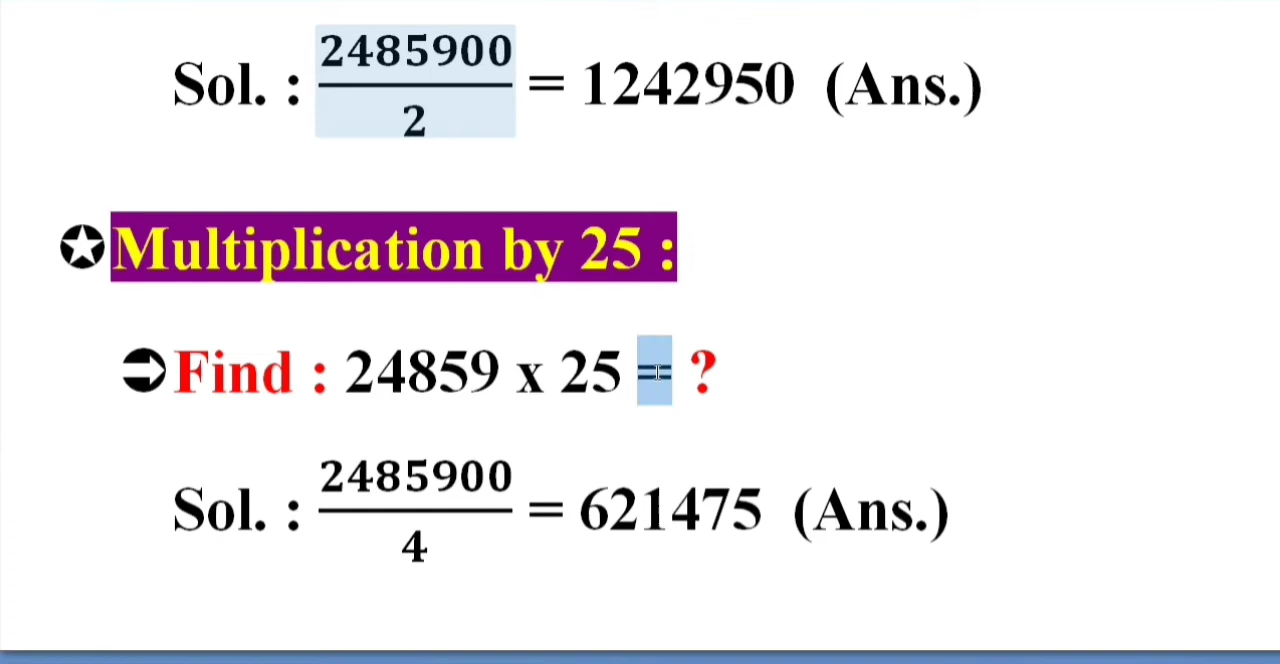 Sol. : 2485900/2 = 1242950 (Ans.)
✪Multiplication by 25 :
➲Find : 24859 x 25 = ?
Sol. : 2485900/4 = 621475 (Ans.)